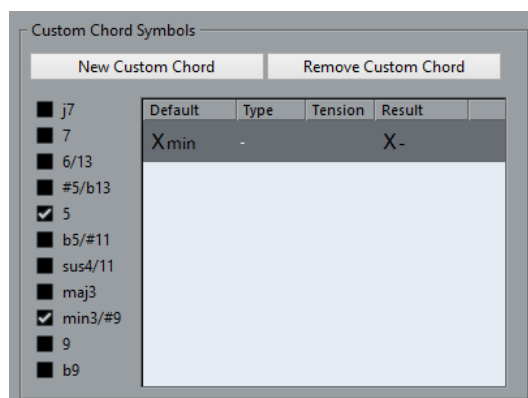 Custom Chord Symbols
New Custom Chord Remove Custom Chord
j7
7
6/13
#5/b13
5
b5/#11
sus4/11
maj3
min3/#9
9
b9
Default Type Tension Result
Xmin - X-